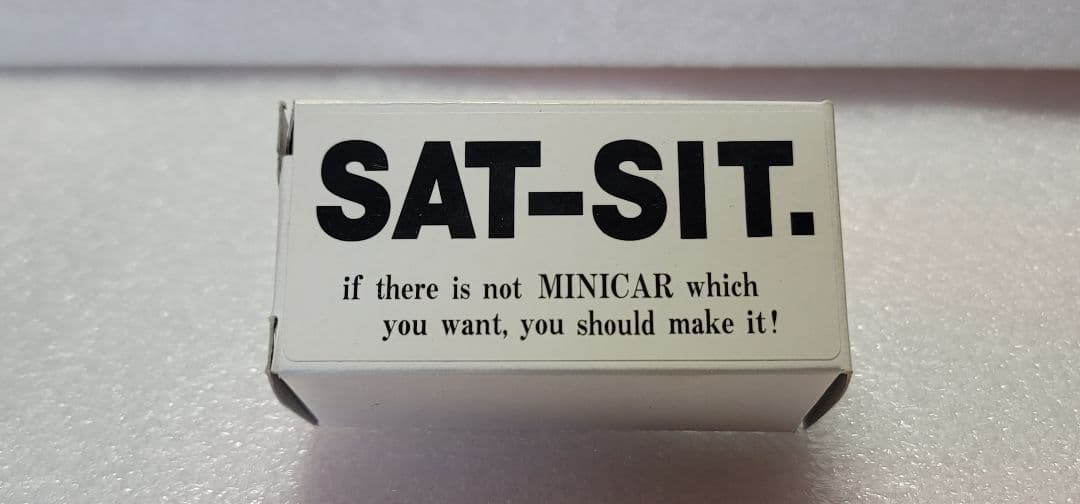 SAT-SIT.
if there is not MINICAR which
you want, you should make it!